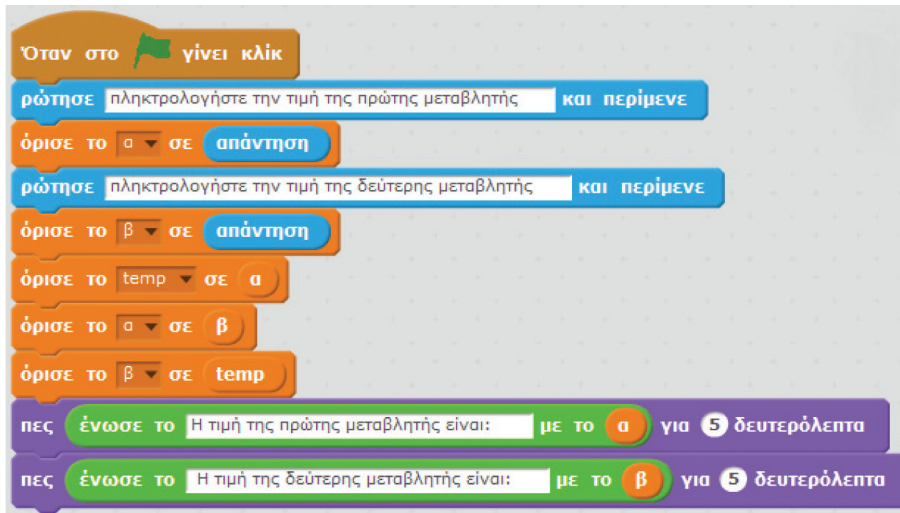 Όταν στο γίνει κλίκ
ρώτησε πληκτρολογήστε την τιμή της πρώτης μεταβλητής και περίμενε
όρισε το α σε απάντηση
ρώτησε πληκτρολογήστε την τιμή της δεύτερης μεταβλητής και περίμενε
όρισε το β σε απάντηση
όρισε το temp σε α
όρισε το α σε β
όρισε το β σε temp
πες ένωσε το Η τιμή της πρώτης μεταβλητής είναι: με το α για 5 δευτερόλεπτα
πες ένωσε το Η τιμή της δεύτερης μεταβλητής είναι: με το β για 5 δευτερόλεπτα